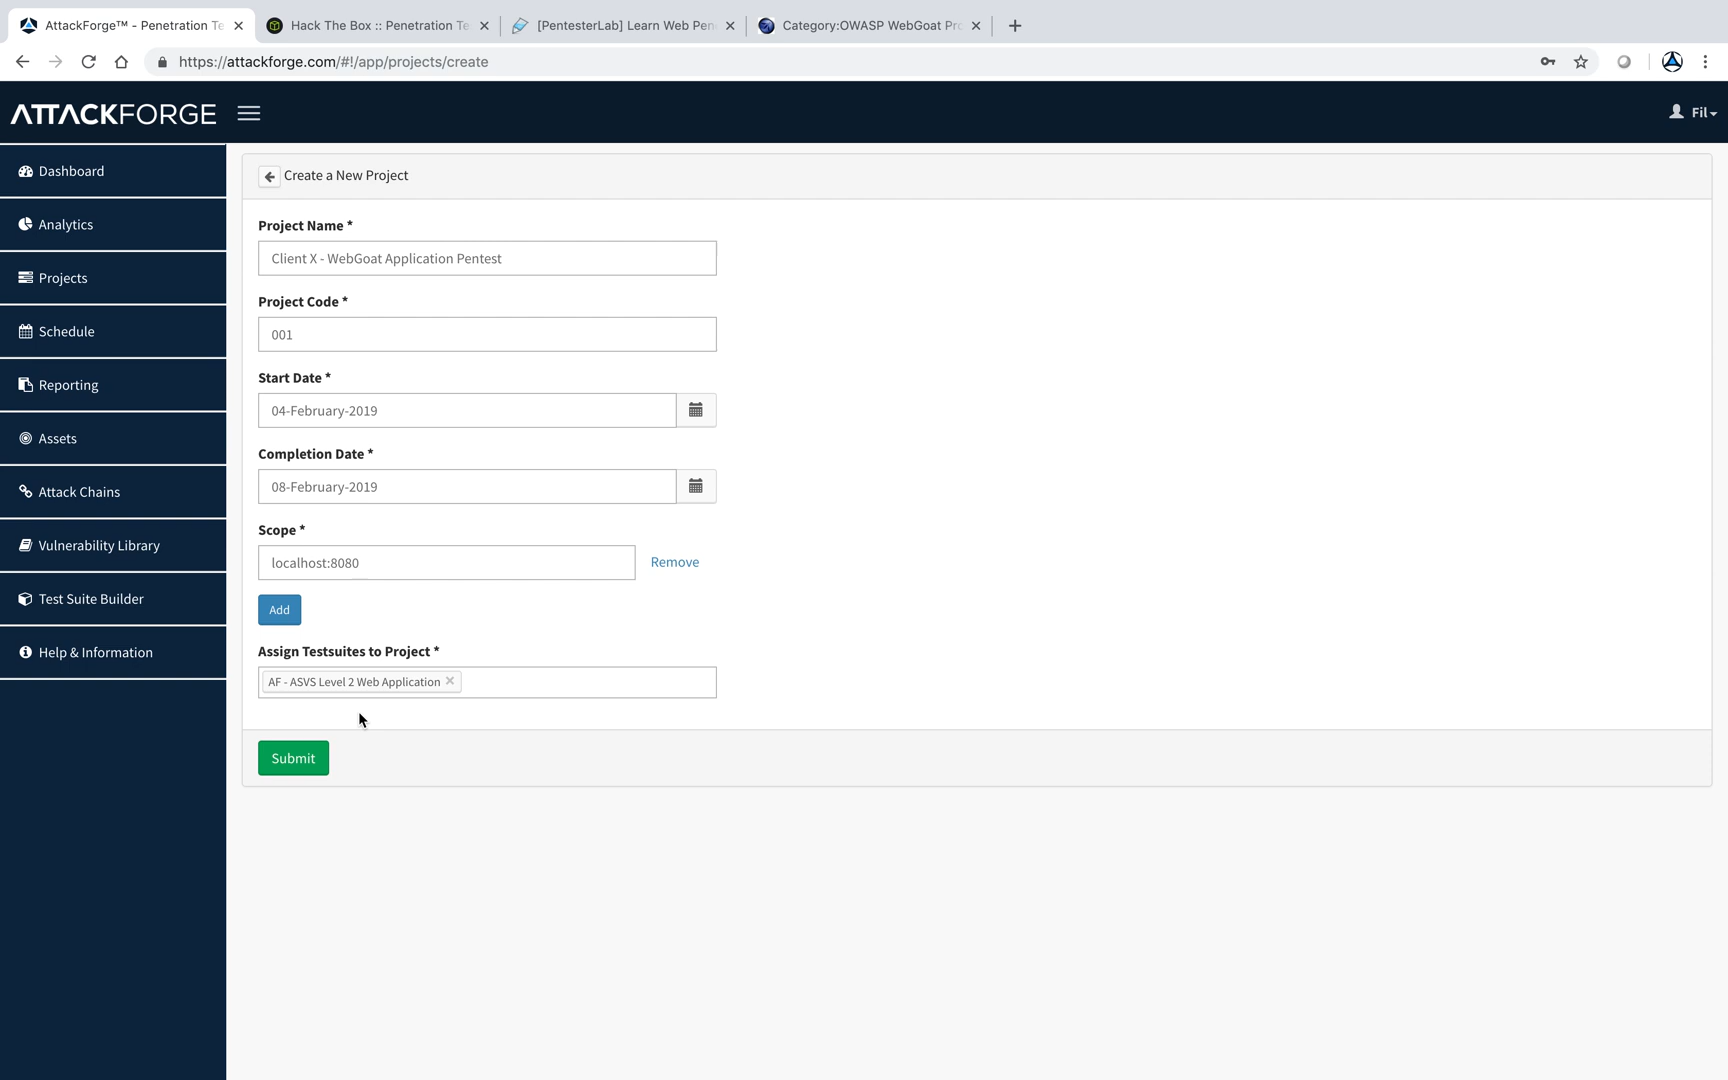 AttackForge™ - Penetration Te
Hack The Box :: Penetration Te
[PentesterLab] Learn Web Pen
Category:OWASP WebGoat Pro
https://attackforge.com/#!/app/projects/create
ATTACKFORGE
Fil
Dashboard
Analytics
Projects
Schedule
Reporting
Assets
Attack Chains
Vulnerability Library
Test Suite Builder
Help & Information
Create a New Project
Project Name *
Client X - WebGoat Application Pentest
Project Code *
001
Start Date *
04-February-2019
Completion Date *
08-February-2019
Scope *
localhost:8080
Remove
Add
Assign Testsuites to Project *
AF - ASVS Level 2 Web Application
Submit